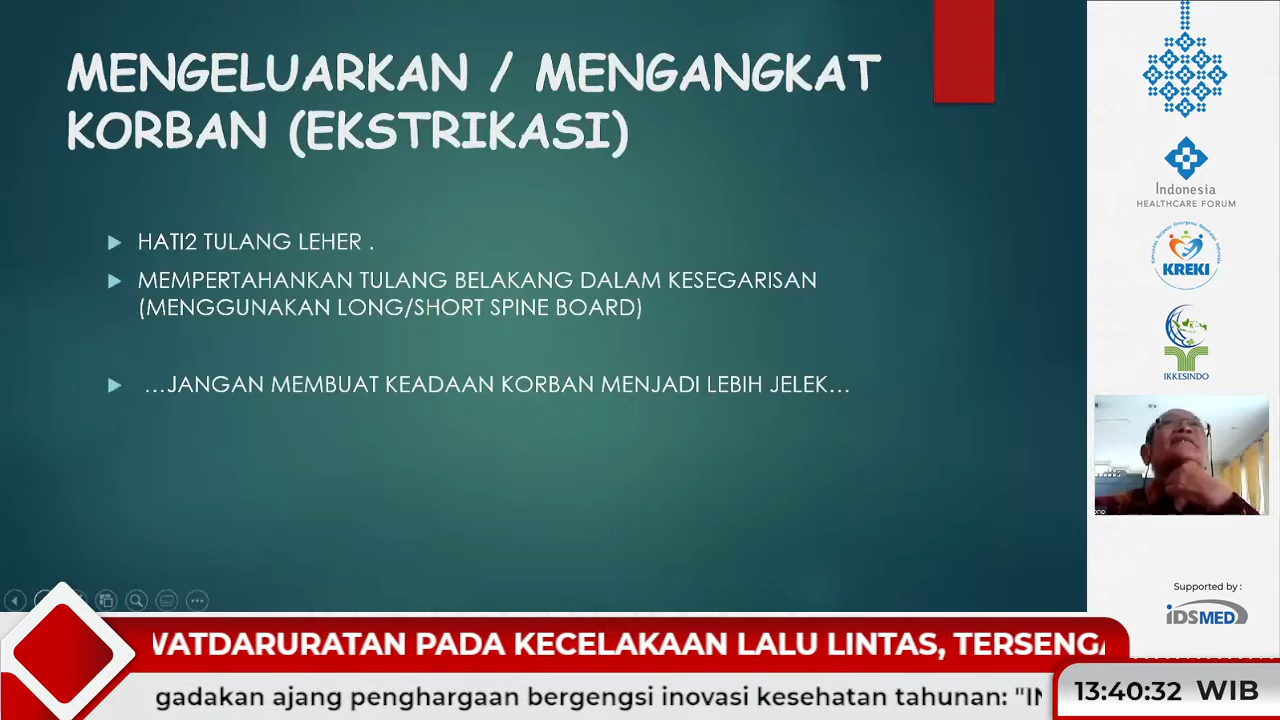 MENGELUARKAN / MENGANGKAT
KORBAN (EKSTRIKASI)
HATI2 TULANG LEHER .
MEMPERTAHANKAN TULANG BELAKANG DALAM KESEGARISAN
(MENGGUNAKAN LONG/SHORT SPINE BOARD)
...JANGAN MEMBUAT KEADAAN KORBAN MENJADI LEBIH JELEK...
Indonesia
HEALTHCARE FORUM
KREKI
IKKESINDO
Supported by :
iDSMED
WATDARURATAN PADA KECELAKAAN LALU LINTAS, TERSENGA
gadakan ajang penghargaan bergengsi inovasi kesehatan tahunan: "IN
13:40:32 WIB